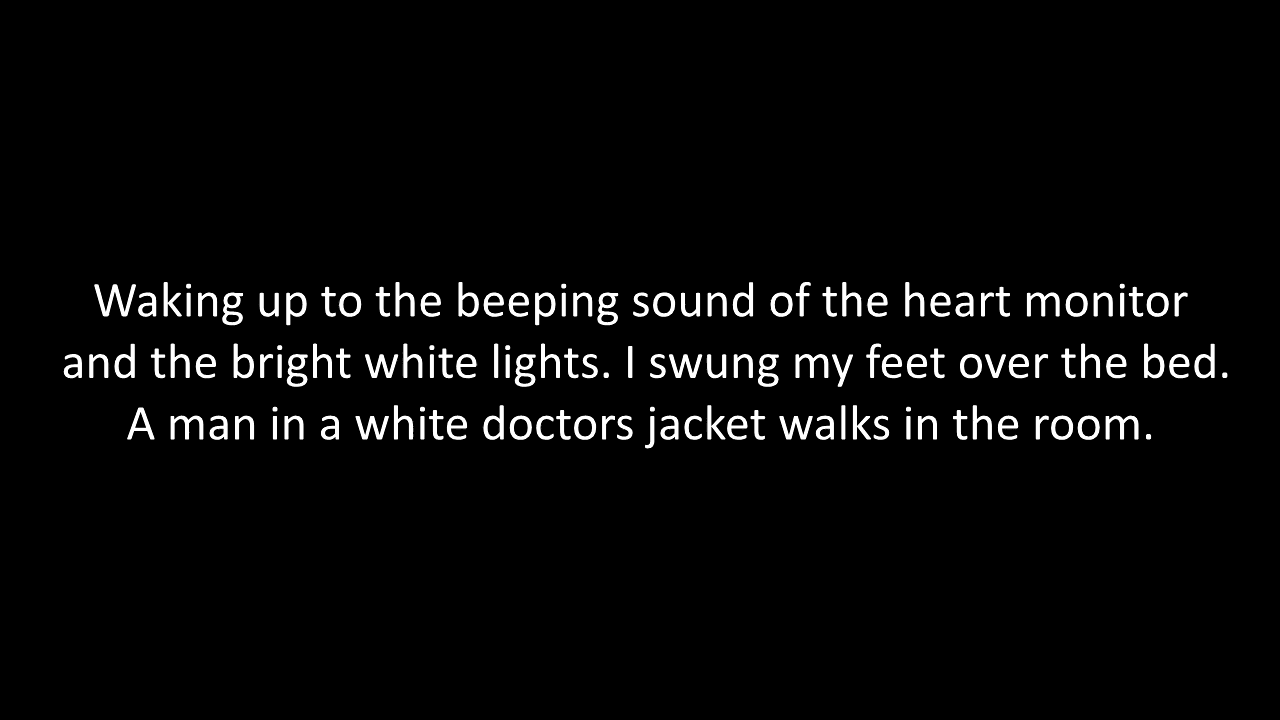 Waking up to the beeping sound of the heart monitor
and the bright white lights. I swung my feet over the bed.
A man in a white doctors jacket walks in the room.